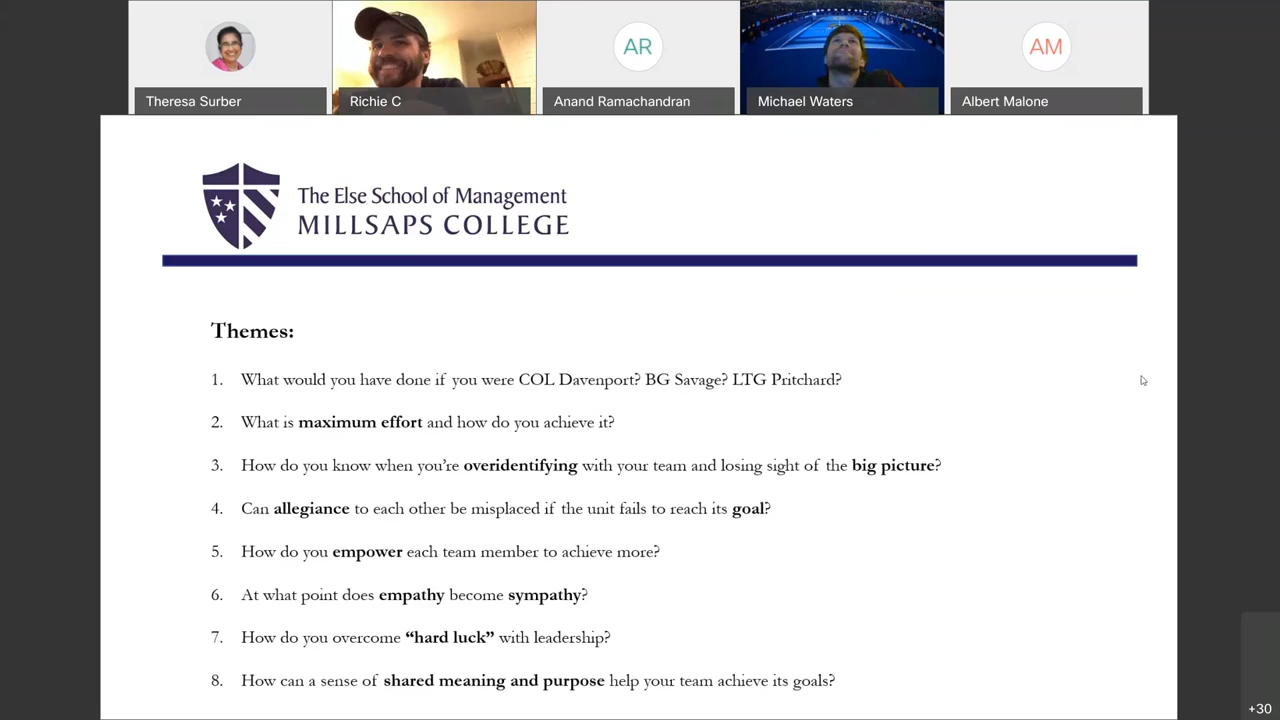 Theresa Surber
Richie C
AR
Anand Ramachandran
Michael Waters
AM
Albert Malone
The Else School of Management
MILLSAPS COLLEGE
Themes:
1. What would you have done if you were COL Davenport? BG Savage? LTG Pritchard?
2. What is maximum effort and how do you achieve it?
3. How do you know when you’re overidentifying with your team and losing sight of the big picture?
4. Can allegiance to each other be misplaced if the unit fails to reach its goal?
5. How do you empower each team member to achieve more?
6. At what point does empathy become sympathy?
7. How do you overcome “hard luck” with leadership?
8. How can a sense of shared meaning and purpose help your team achieve its goals?
+30